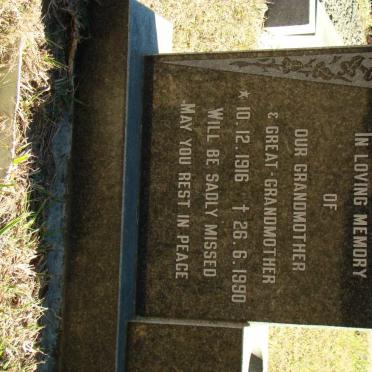 IN LOVING MEMORY
OF
OUR GRANDMOTHER
& GREAT-GRANDMOTHER
* 10. 12. 1916 † 26. 6. 1990
WILL BE SADLY MISSED
MAY YOU REST IN PEACE